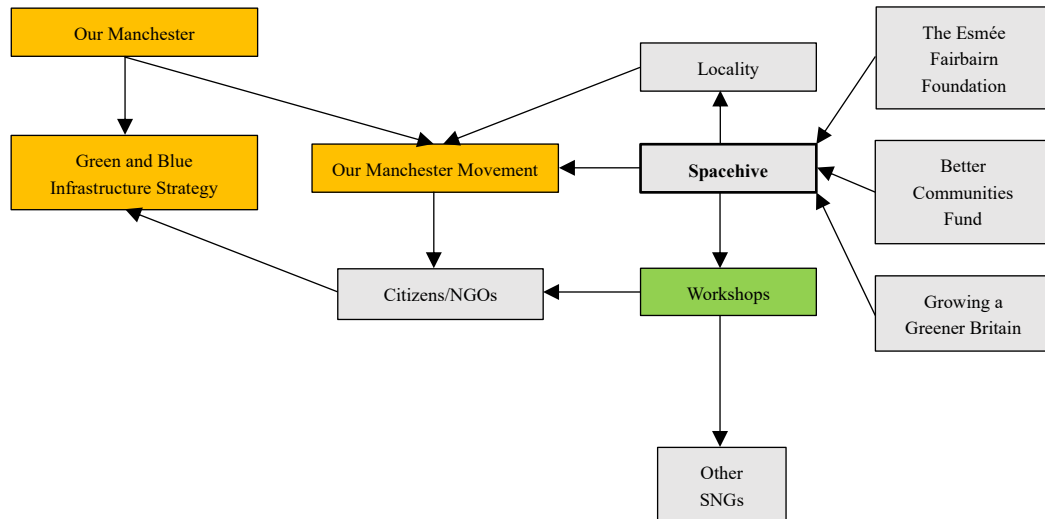 Our Manchester
The Esmée
Fairbairn
Foundation
Locality
Green and Blue
Infrastructure Strategy
Our Manchester Movement
Spacehive
Better
Communities
Fund
Citizens/NGOs
Workshops
Growing a
Greener Britain
Other
SNGs